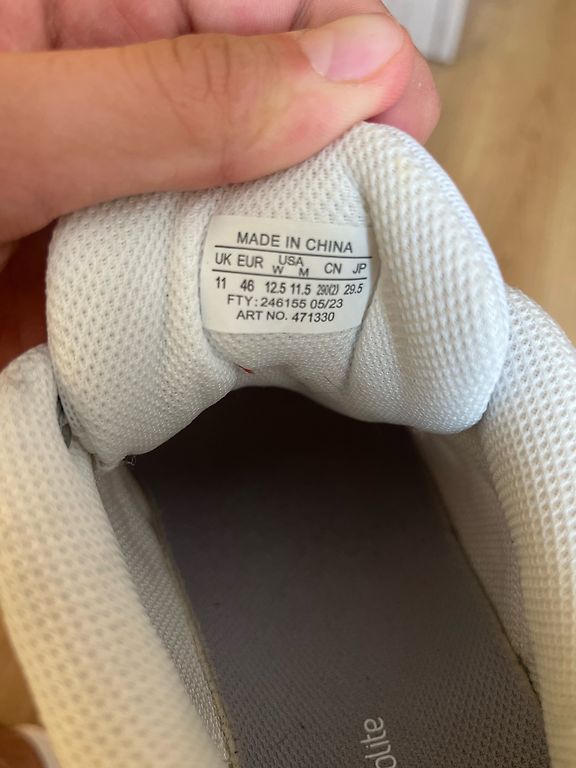 MADE IN CHINA
UK EUR USA W M CN JP
11 46 12.5 11.5 290(2) 29.5
FTY: 246155 05/23
ART NO. 471330
olite